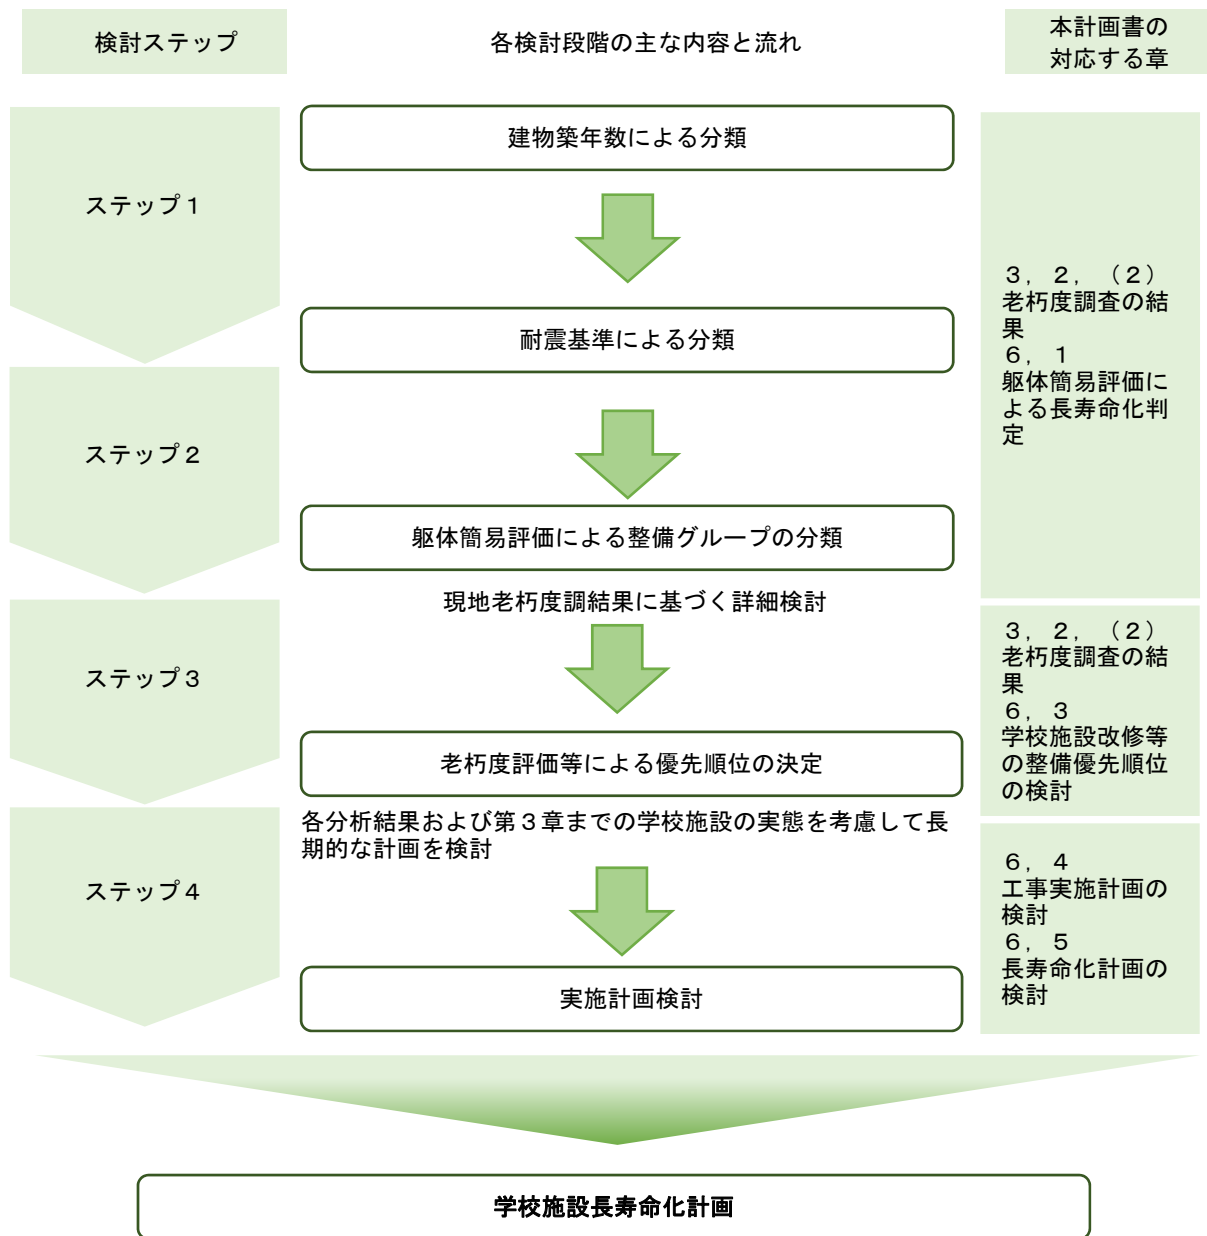 検討ステップ
各検討段階の主な内容と流れ
本計画書の
対応する章
ステップ１
建物築年数による分類
耐震基準による分類
ステップ２
躯体簡易評価による整備グループの分類
３，２，（２）
老朽度調査の結
果
６，１
躯体簡易評価に
よる長寿命化判
定
現地老朽度調結果に基づく詳細検討
ステップ３
老朽度評価等による優先順位の決定
３，２，（２）
老朽度調査の結
果
６，３
学校施設改修等
の整備優先順位
の検討
各分析結果および第３章までの学校施設の実態を考慮して長
期的な計画を検討
ステップ４
実施計画検討
６，４
工事実施計画の
検討
６，５
長寿命化計画の
検討
学校施設長寿命化計画